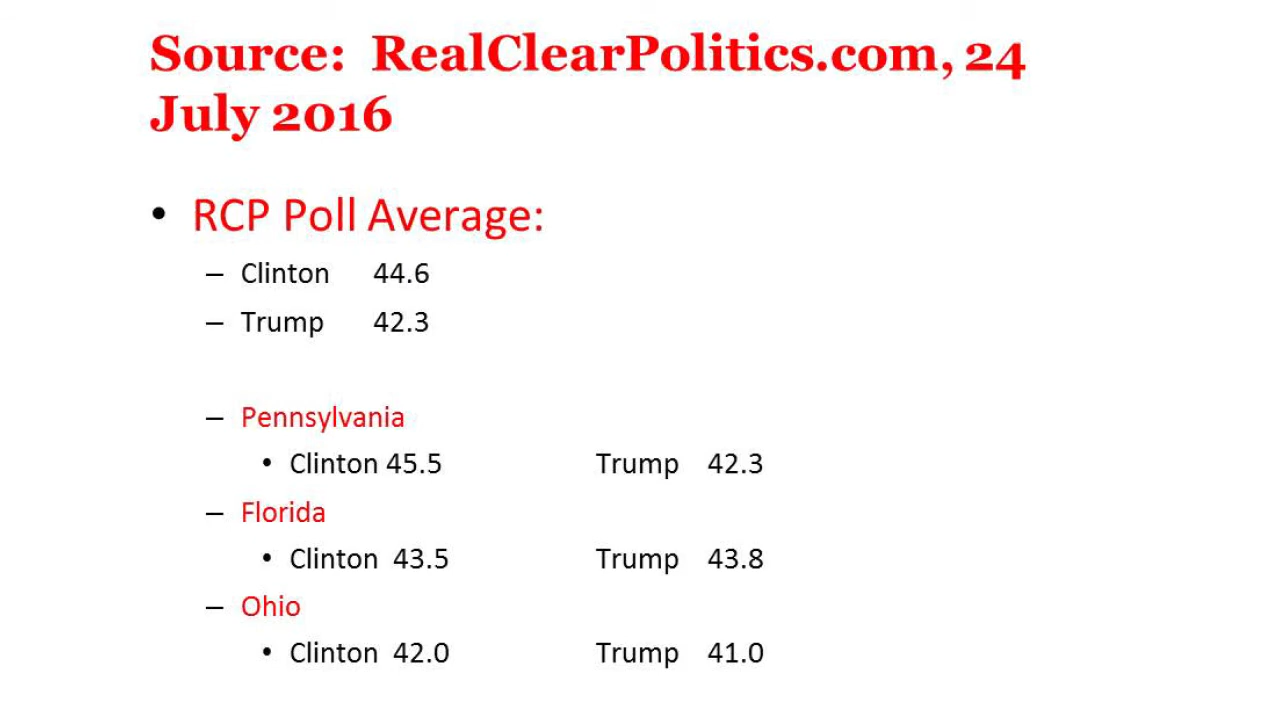 Source:  RealClearPolitics.com, 24
July 2016
• RCP Poll Average:
– Clinton 44.6
– Trump 42.3
– Pennsylvania
• Clinton 45.5 Trump 42.3
– Florida
• Clinton 43.5 Trump 43.8
– Ohio
• Clinton 42.0 Trump 41.0